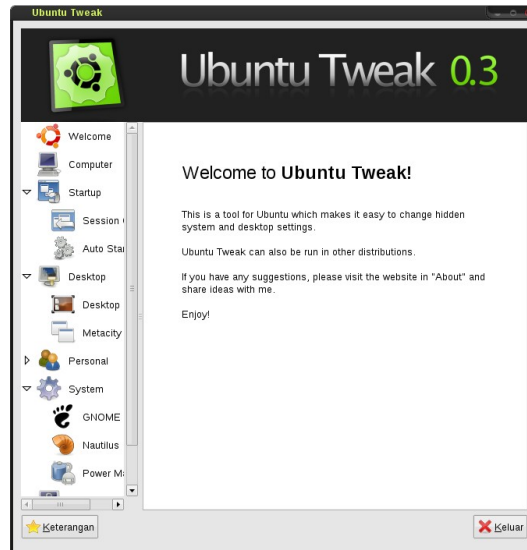 Ubuntu Tweak
Ubuntu Tweak 0.3
Welcome
Computer
Startup
Session
Auto Star
Desktop
Desktop
Metacity
Personal
System
GNOME
Nautilus
Power Ma
Welcome to Ubuntu Tweak!
This is a tool for Ubuntu which makes it easy to change hidden
system and desktop settings.
Ubuntu Tweak can also be run in other distributions.
If you have any suggestions, please visit the website in "About" and
share ideas with me.
Enjoy!
Keterangan
Keluar